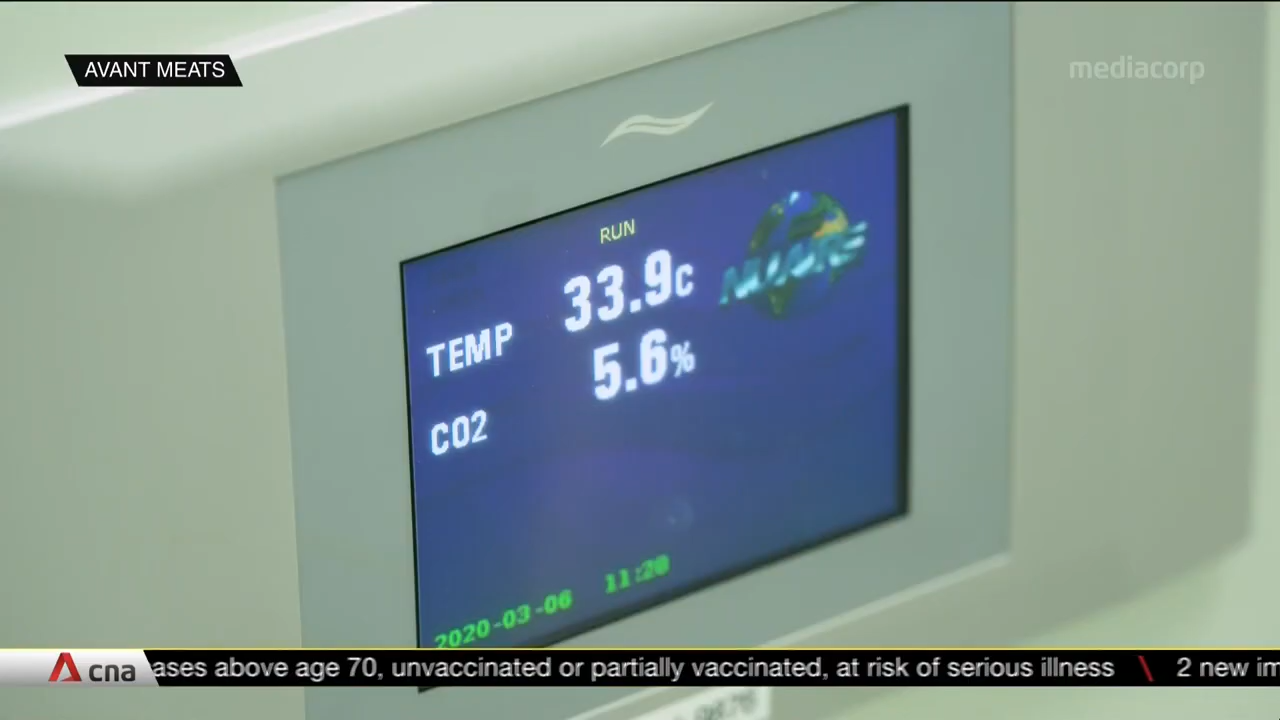 AVANT MEATS
mediacorp
RUN
NUAIRE
TEMP 33.9C
CO2 5.6%
2020-03-06 11:20
cna
ases above age 70, unvaccinated or partially vaccinated, at risk of serious illness \ 2 new im